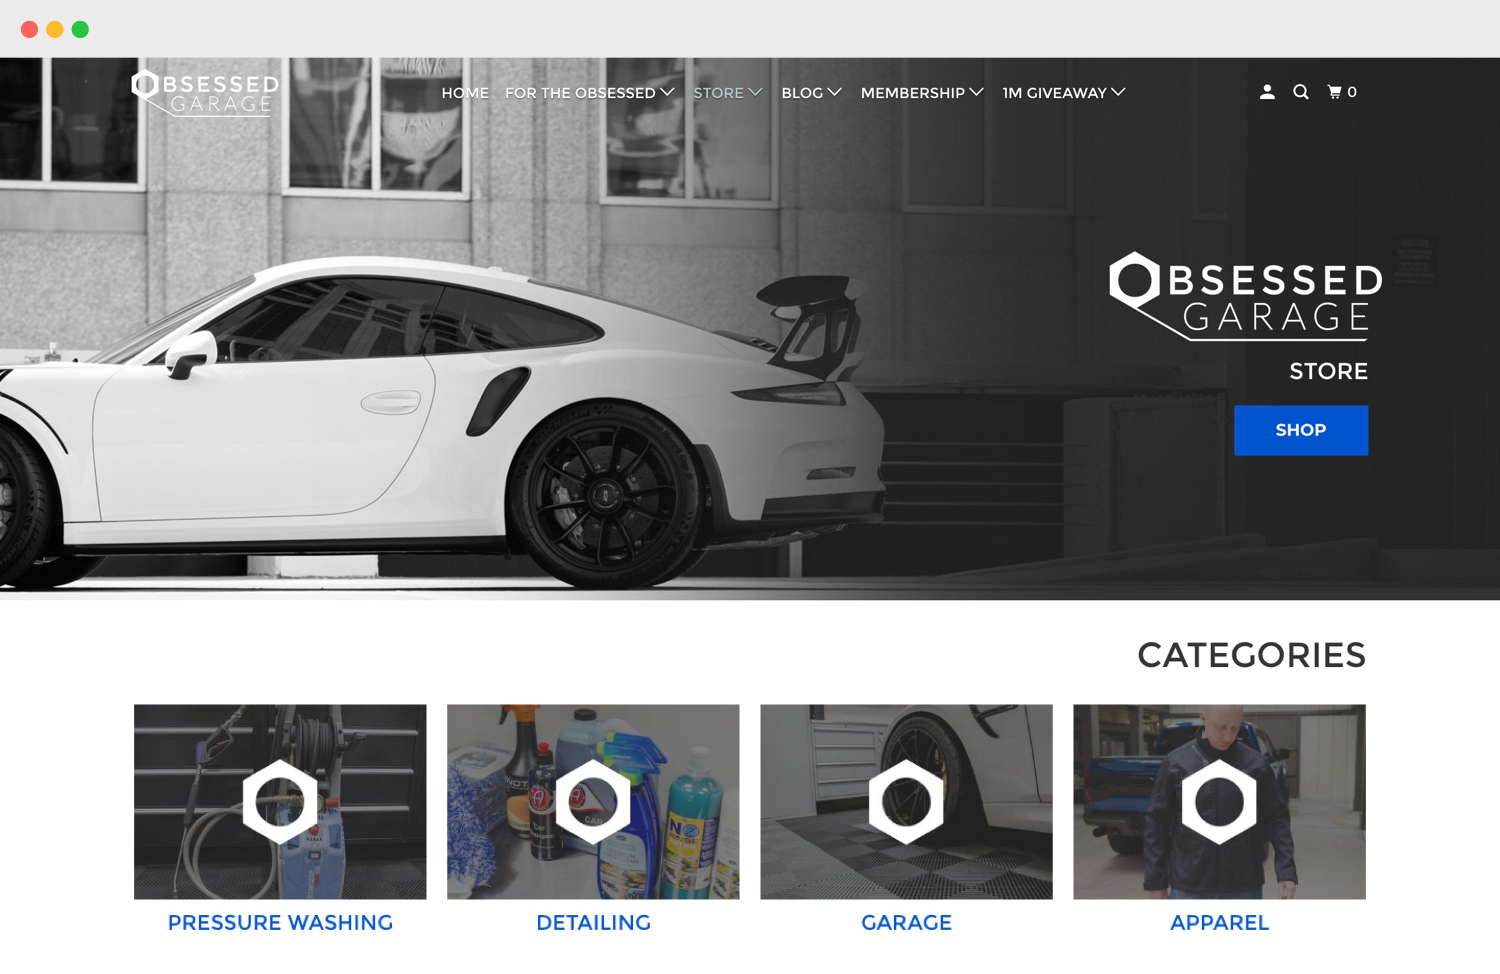 OBSESSED
GARAGE
HOME FOR THE OBSESSED STORE BLOG MEMBERSHIP 1M GIVEAWAY 0
OBSESSED
GARAGE
STORE
SHOP
CATEGORIES
PRESSURE WASHING DETAILING GARAGE APPAREL